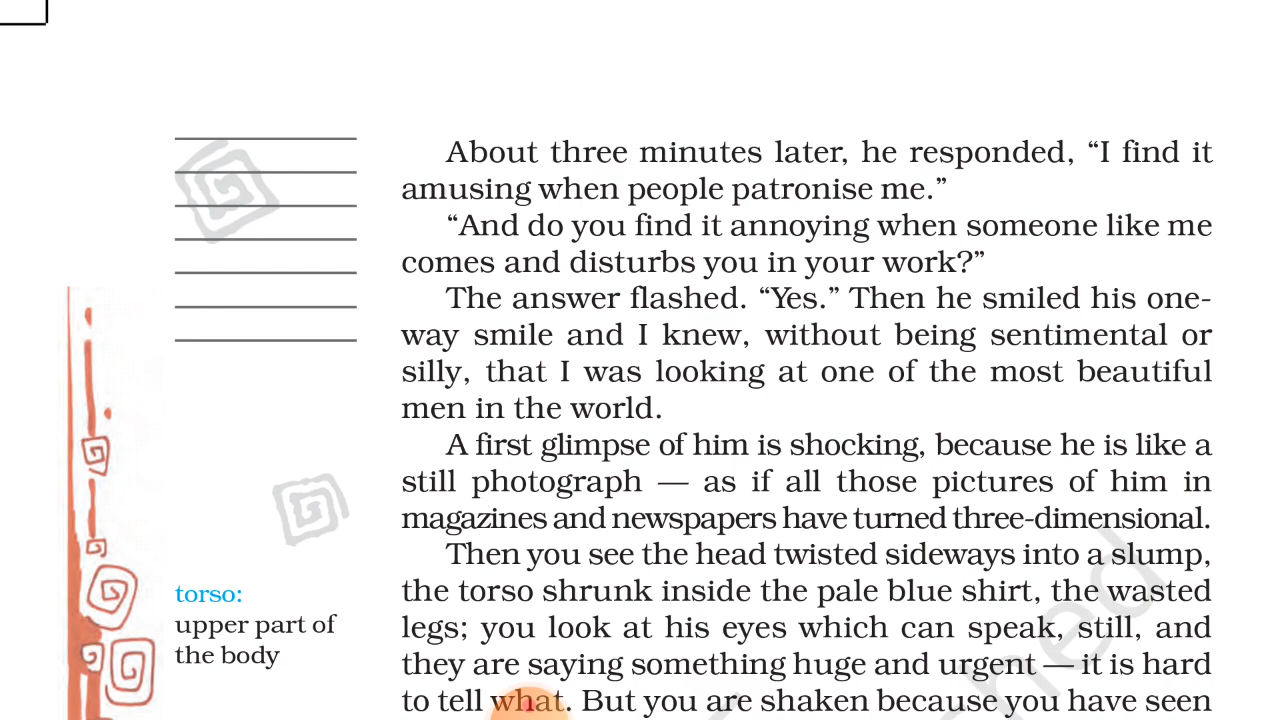 About three minutes later, he responded, “I find it
amusing when people patronise me.”
“And do you find it annoying when someone like me
comes and disturbs you in your work?”
The answer flashed. “Yes.” Then he smiled his one-
way smile and I knew, without being sentimental or
silly, that I was looking at one of the most beautiful
men in the world.
A first glimpse of him is shocking, because he is like a
still photograph — as if all those pictures of him in
magazines and newspapers have turned three-dimensional.
Then you see the head twisted sideways into a slump,
the torso shrunk inside the pale blue shirt, the wasted
legs; you look at his eyes which can speak, still, and
they are saying something huge and urgent — it is hard
to tell what. But you are shaken because you have seen
torso:
upper part of
the body